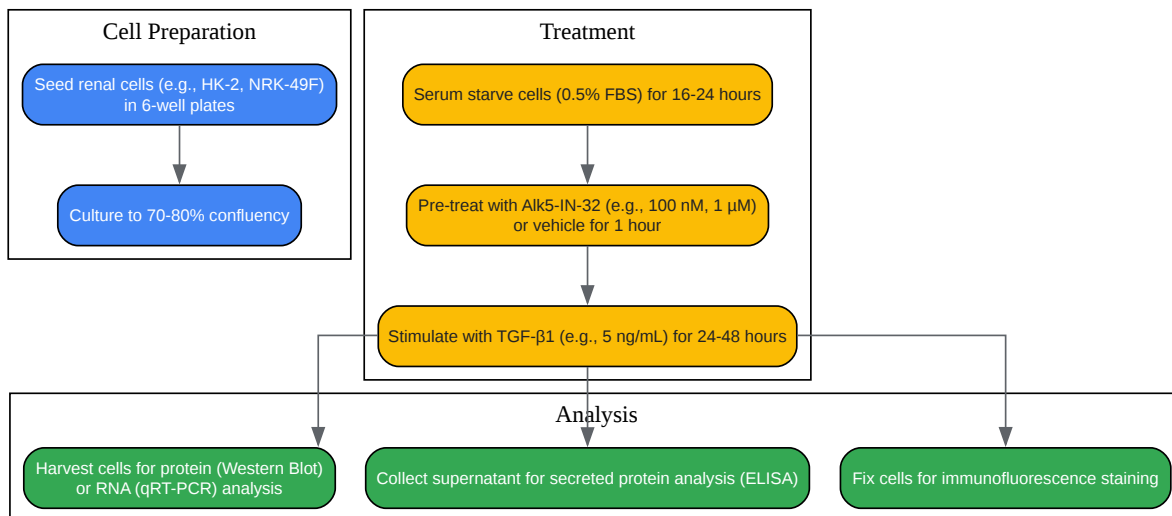 Cell Preparation
Seed renal cells (e.g., HK-2, NRK-49F)
in 6-well plates
Culture to 70-80% confluency
Treatment
Serum starve cells (0.5% FBS) for 16-24 hours
Pre-treat with Alk5-IN-32 (e.g., 100 nM, 1 µM)
or vehicle for 1 hour
Stimulate with TGF-β1 (e.g., 5 ng/mL) for 24-48 hours
Analysis
Harvest cells for protein (Western Blot)
or RNA (qRT-PCR) analysis
Collect supernatant for secreted protein analysis (ELISA)
Fix cells for immunofluorescence staining